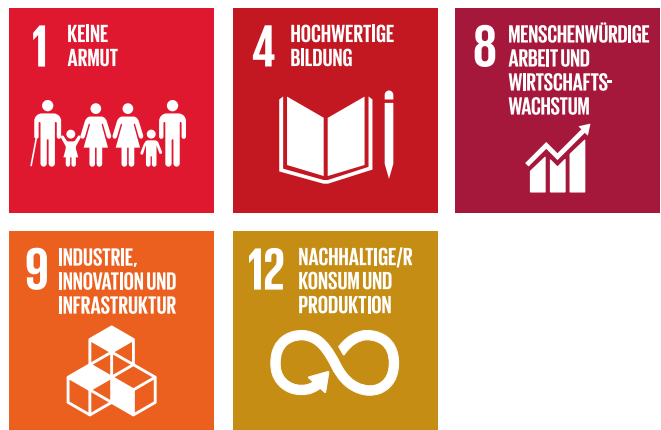 1 KEINE
ARMUT
4 HOCHWERTIGE
BILDUNG
8 MENSCHENWÜRDIGE
ARBEIT UND
WIRTSCHAFTS-
WACHSTUM
9 INDUSTRIE,
INNOVATION UND
INFRASTRUKTUR
12 NACHHALTIGE/R
KONSUM UND
PRODUKTION